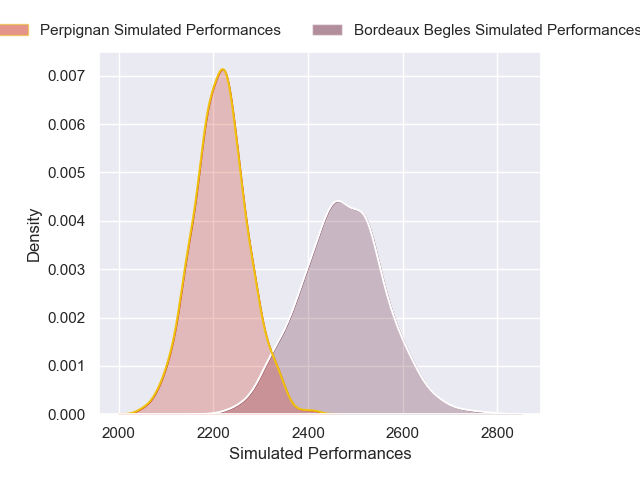 Perpignan Simulated Performances
Bordeaux Begles Simulated Performances
0.007
0.006
0.005
0.004
0.003
0.002
0.001
0.000
Density
2000 2200 2400 2600 2800
Simulated Performances